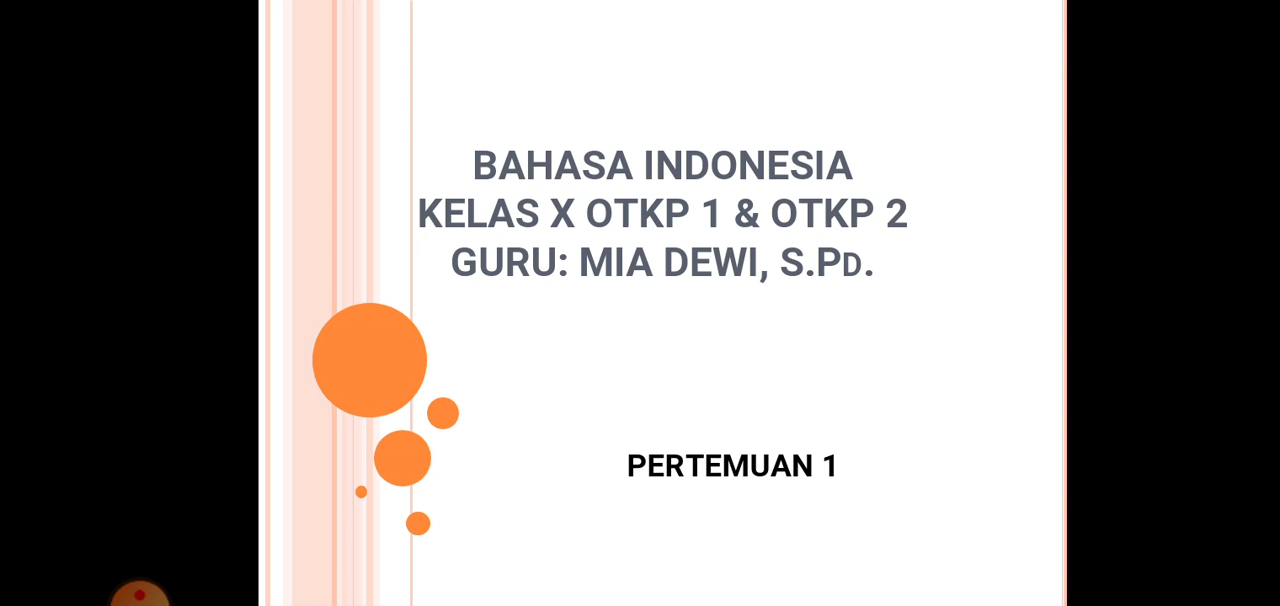 BAHASA INDONESIA
KELAS X OTKP 1 & OTKP 2
GURU: MIA DEWI, S.PD.
PERTEMUAN 1